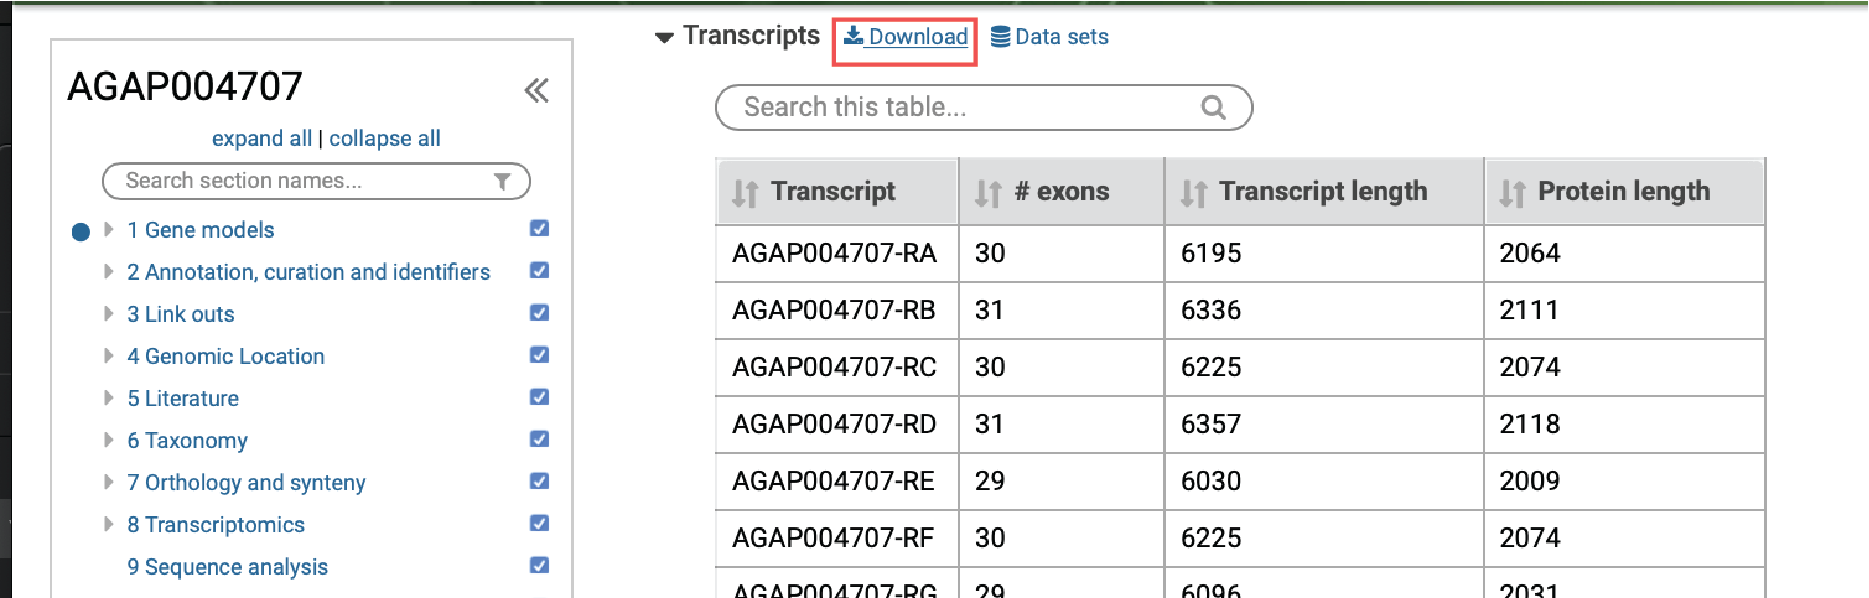 AGAP004707
expand all | collapse all
Search section names...
1 Gene models
2 Annotation, curation and identifiers
3 Link outs
4 Genomic Location
5 Literature
6 Taxonomy
7 Orthology and synteny
8 Transcriptomics
9 Sequence analysis
Transcripts Download Data sets
Search this table...
Transcript # exons Transcript length Protein length
AGAP004707-RA 30 6195 2064
AGAP004707-RB 31 6336 2111
AGAP004707-RC 30 6225 2074
AGAP004707-RD 31 6357 2118
AGAP004707-RE 29 6030 2009
AGAP004707-RF 30 6225 2074
AGAP004707-RG 29 6096 2031